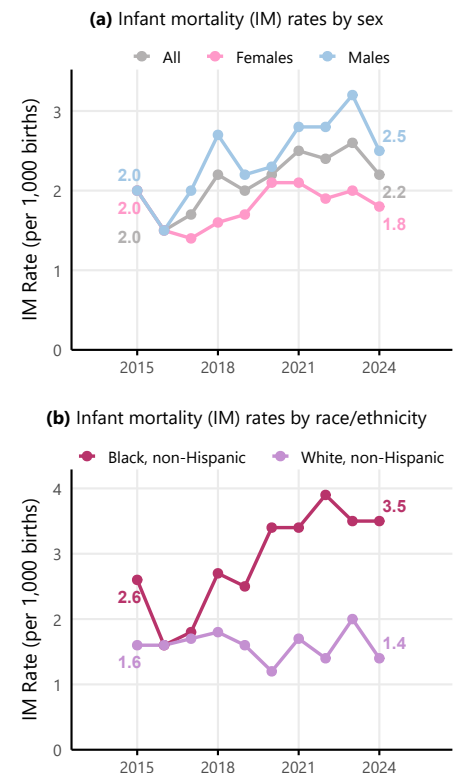 (a) Infant mortality (IM) rates by sex
All Females Males
IM Rate (per 1,000 births)
3
2
1
0
2.0
2.0
2.0
2.5
2.2
1.8
2015 2018 2021 2024
(b) Infant mortality (IM) rates by race/ethnicity
Black, non-Hispanic White, non-Hispanic
IM Rate (per 1,000 births)
4
3
2
1
0
2.6
1.6
3.5
1.4
2015 2018 2021 2024